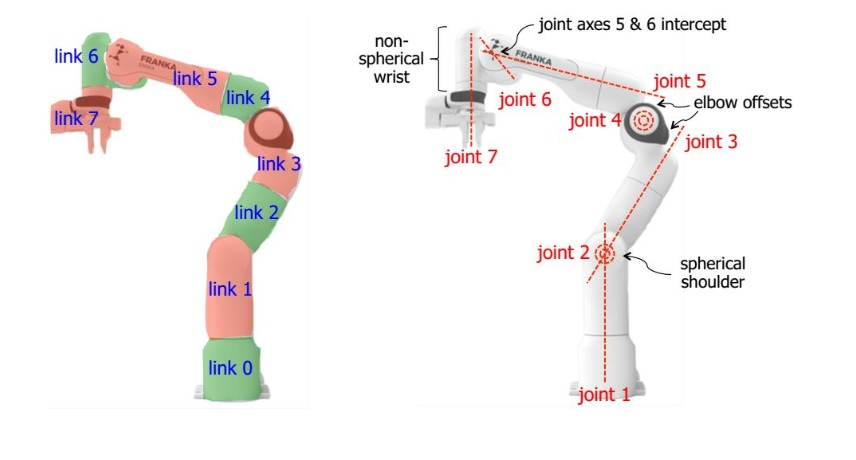 link 6
FRANKA
link 5
link 4
link 7
link 3
link 2
link 1
link 0
joint axes 5 & 6 intercept
non-
spherical
wrist
FRANKA
joint 5
joint 6
elbow offsets
joint 4
joint 3
joint 7
joint 2
spherical
shoulder
joint 1